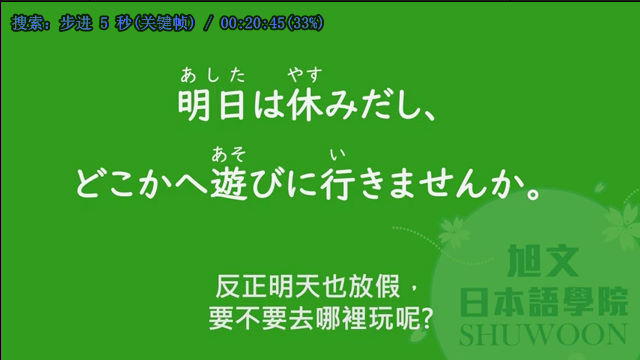 搜索: 步进 5 秒(关键帧) / 00:20:45(33%)
あした やす
明日は休みだし、
あそ い
どこかへ遊びに行きませんか。
反正明天也放假，
要不要去哪裡玩呢?
旭文
日本語學院
SHUWOON